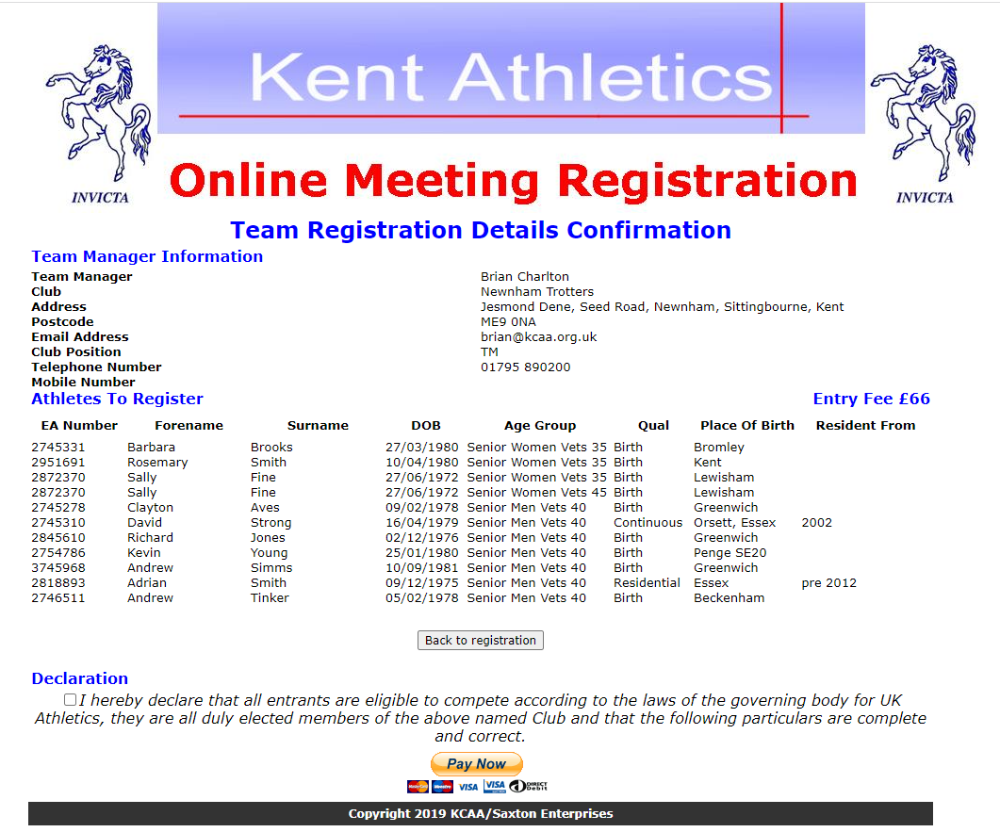 Kent Athletics
INVICTA
INVICTA
Online Meeting Registration
Team Registration Details Confirmation
Team Manager Information
Team Manager Brian Charlton
Club Newnham Trotters
Address Jesmond Dene, Seed Road, Newnham, Sittingbourne, Kent
Postcode ME9 0NA
Email Address brian@kcaa.org.uk
Club Position TM
Telephone Number 01795 890200
Mobile Number
Athletes To Register Entry Fee £66
EA Number Forename Surname DOB Age Group Qual Place Of Birth Resident From
2745331 Barbara Brooks 27/03/1980 Senior Women Vets 35 Birth Bromley
2951691 Rosemary Smith 10/04/1980 Senior Women Vets 35 Birth Kent
2872370 Sally Fine 27/06/1972 Senior Women Vets 35 Birth Lewisham
2872370 Sally Fine 27/06/1972 Senior Women Vets 45 Birth Lewisham
2745278 Clayton Aves 09/02/1978 Senior Men Vets 40 Birth Greenwich
2745310 David Strong 16/04/1979 Senior Men Vets 40 Continuous Orsett, Essex 2002
2845610 Richard Jones 02/12/1976 Senior Men Vets 40 Birth Greenwich
2754786 Kevin Young 25/01/1980 Senior Men Vets 40 Birth Penge SE20
3745968 Andrew Simms 10/09/1981 Senior Men Vets 40 Birth Greenwich
2818893 Adrian Smith 09/12/1975 Senior Men Vets 40 Residential Essex pre 2012
2746511 Andrew Tinker 05/02/1978 Senior Men Vets 40 Birth Beckenham
Back to registration
Declaration
I hereby declare that all entrants are eligible to compete according to the laws of the governing body for UK
Athletics, they are all duly elected members of the above named Club and that the following particulars are complete
and correct.
Pay Now
VISA VISA DIRECT Debit
Copyright 2019 KCAA/Saxton Enterprises